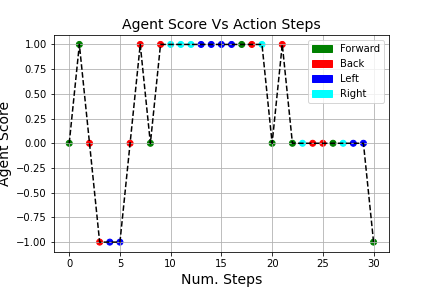 Agent Score Vs Action Steps
1.00
0.75
0.50
0.25
0.00
−0.25
−0.50
−0.75
−1.00
Agent Score
Forward
Back
Left
Right
0 5 10 15 20 25 30
Num. Steps